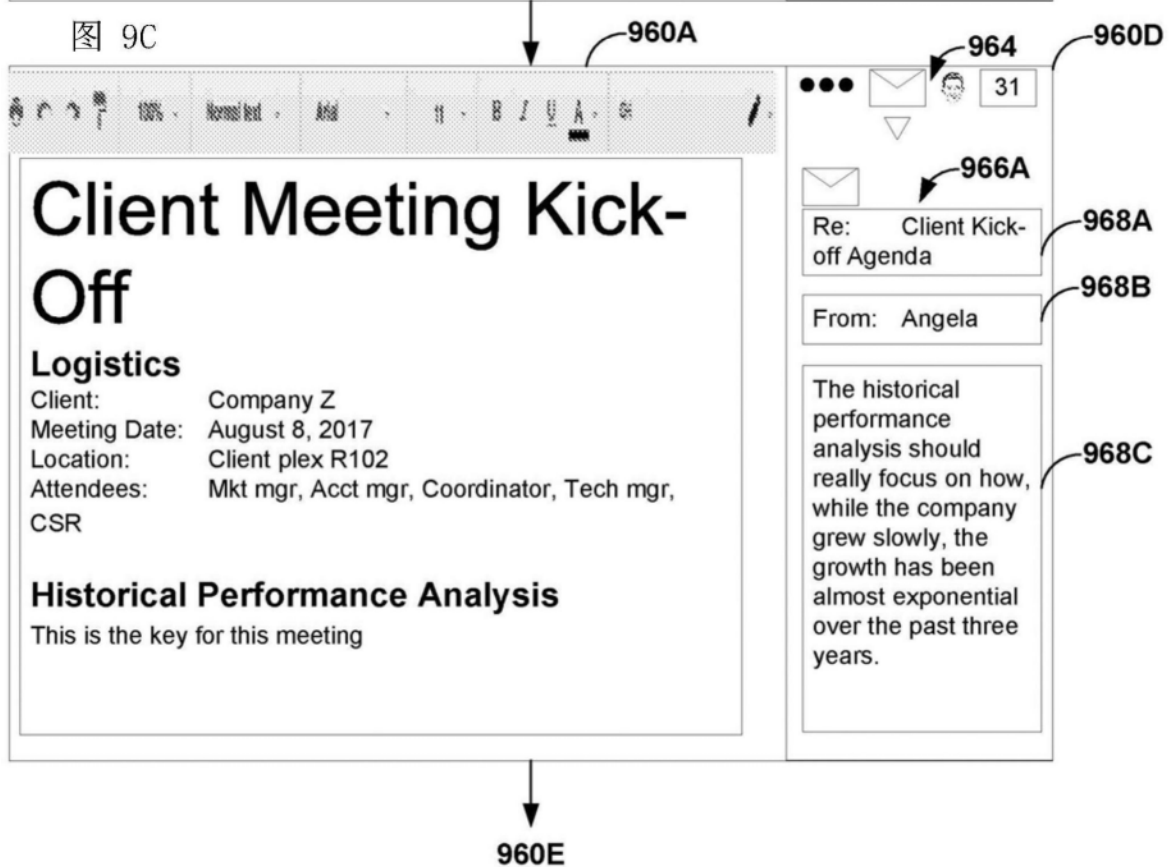 图 9C
960A
964
960D
31
100%
Normal text
Arial
11
B I U A
966A
Client Meeting Kick-
Off
Re: Client Kick-
off Agenda
968A
From: Angela
968B
Logistics
Client: Company Z
Meeting Date: August 8, 2017
Location: Client plex R102
Attendees: Mkt mgr, Acct mgr, Coordinator, Tech mgr,
CSR
Historical Performance Analysis
This is the key for this meeting
The historical
performance
analysis should
really focus on how,
while the company
grew slowly, the
growth has been
almost exponential
over the past three
years.
968C
960E